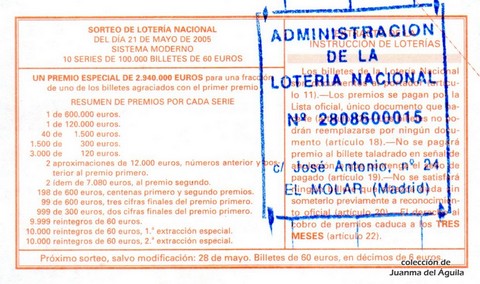 SORTEO DE LOTERÍA NACIONAL
DEL DÍA 21 DE MAYO DE 2005
SISTEMA MODERNO
10 SERIES DE 100.000 BILLETES DE 60 EUROS
UN PREMIO ESPECIAL DE 2.940.000 EUROS para una fracción
de uno de los billetes agraciados con el primer premio
RESUMEN DE PREMIOS POR CADA SERIE
1 de 600.000 euros.
1 de 120.000 euros.
40 de 1.500 euros.
1.500 de 300 euros.
3.000 de 120 euros.
2 aproximaciones de 12.000 euros, números anterior y pos-
terior al primero primero.
2 ídem de 7.080 euros, al premio segundo.
198 de 600 euros, centenas primero y segundo premios.
99 de 600 euros, tres cifras finales del premio primero.
999 de 300 euros, dos cifras finales del premio primero.
9.999 reintegros de 60 euros.
10.000 reintegros de 60 euros, 1.ª extracción especial.
10.000 reintegros de 60 euros, 2.ª extracción especial.
INSTRUCCIÓN DE LOTERÍAS
Los billetes de la Lotería Nacional
lo 11).—Los premios se pagan por la
Lista oficial, único documento que
no po-
drán reemplazarse por ningún docu-
mento (artículo 18).—No se pagará
premio al billete taladrado en señal de
pagado (artículo 19).—No se satisfará
sin
someterlo previamente a reconocimien-
to oficial (artículo 20).—El derecho al
cobro de premios caduca a los TRES
MESES (artículo 22).
ADMINISTRACION
DE LA
LOTERIA NACIONAL
Nº 2808600015
c/ José Antonio, nº 24
EL MOLAR (Madrid)
Próximo sorteo, salvo modificación: 28 de mayo. Billetes de 60 euros, en décimos de 6 euros.
colección de
Juanma del Águila